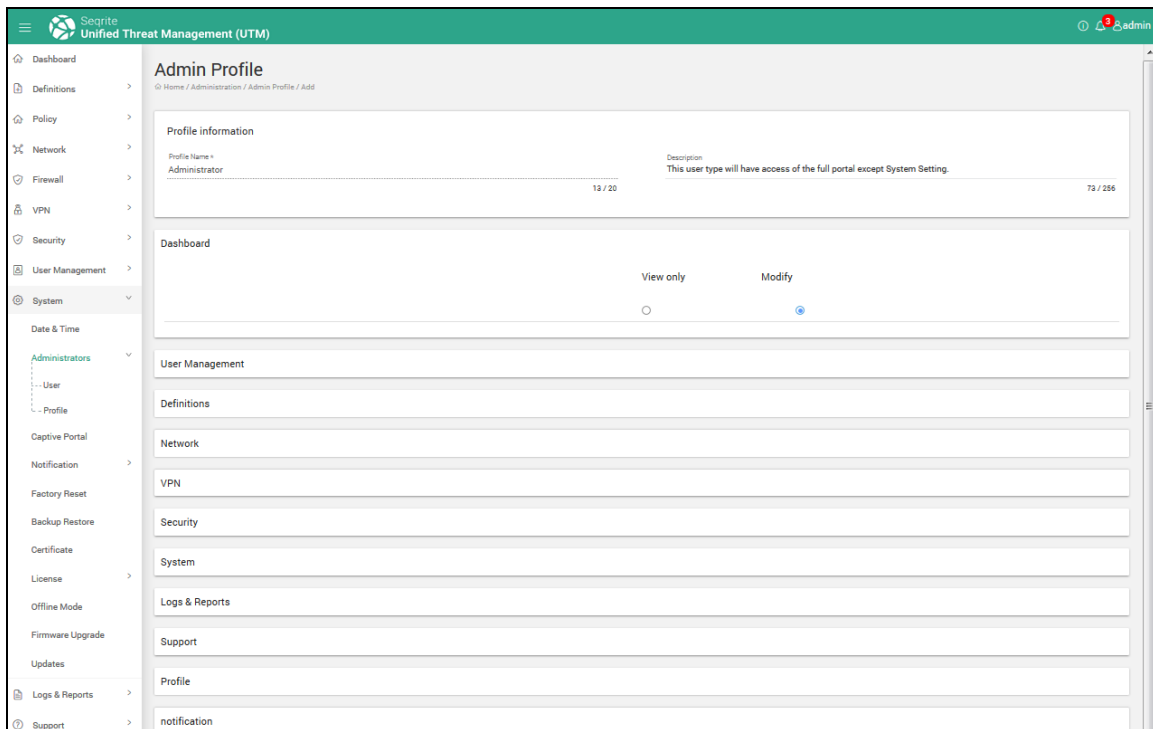 Seqrite
Unified Threat Management (UTM)
3
admin
Dashboard
Definitions
Policy
Network
Firewall
VPN
Security
User Management
System
Date & Time
Administrators
User
Profile
Captive Portal
Notification
Factory Reset
Backup Restore
Certificate
License
Offline Mode
Firmware Upgrade
Updates
Logs & Reports
Support
Admin Profile
Home / Administration / Admin Profile / Add
Profile information
Profile Name *
Administrator
13 / 20
Description
This user type will have access of the full portal except System Setting.
73 / 256
Dashboard
View only Modify
User Management
Definitions
Network
VPN
Security
System
Logs & Reports
Support
Profile
notification